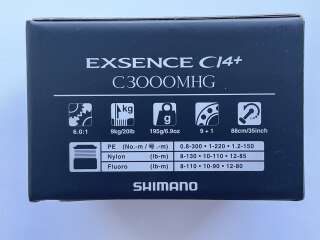 EXSENCE CI4+
C3000MHG
kg
6.0:1 9kg/20lb 195g/6.9oz 9 + 1 88cm/35inch
PE (No.-m / 号.-m) 0.8-300 • 1-220 • 1.2-150
Nylon (lb-m) 8-130 • 10-110 • 12-85
Fluoro (lb-m) 8-110 • 10-90 • 12-80
SHIMANO